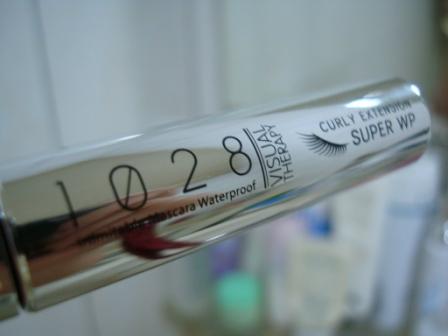 1028
VISUAL
THERAPY
Mascara Waterproof
CURLY EXTENSION
SUPER WP